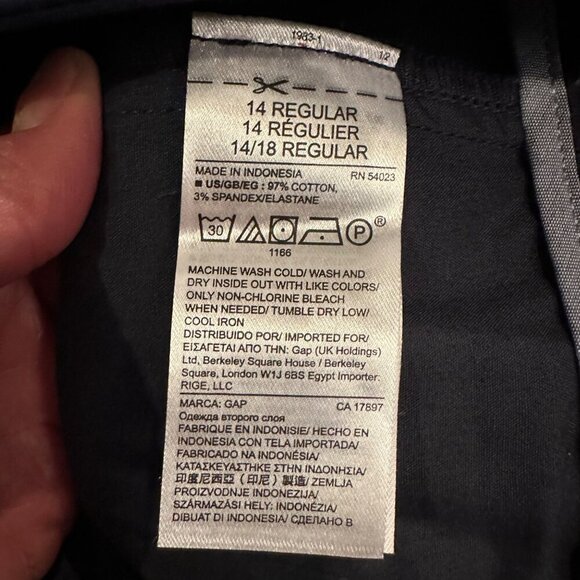 1983-1
1/2
14 REGULAR
14 RÉGULIER
14/18 REGULAR
MADE IN INDONESIA RN 54023
■ US/GB/EG : 97% COTTON,
3% SPANDEX/ELASTANE
30 P ®
1166
MACHINE WASH COLD/ WASH AND
DRY INSIDE OUT WITH LIKE COLORS/
ONLY NON-CHLORINE BLEACH
WHEN NEEDED/ TUMBLE DRY LOW/
COOL IRON
DISTRIBUIDO POR/ IMPORTED FOR/
ΕΙΣΑΓΕΤΑΙ ΑΠΟ ΤΗΝ: Gap (UK Holdings)
Ltd, Berkeley Square House / Berkeley
Square, London W1J 6BS Egypt Importer:
RIGE, LLC
MARCA: GAP CA 17897
Одежда второго слоя
FABRIQUE EN INDONISIE/ HECHO EN
INDONESIA CON TELA IMPORTADA/
FABRICADO NA INDONÉSIA/
ΚΑΤΑΣΚΕΥΑΣΤΗΚΕ ΣΤΗΝ ΙΝΔΟΝΗΣΙΑ/
印度尼西亞（印尼）製造/ ZEMLJA
PROIZVODNJE INDONEZIJA/
SZÁRMAZÁSI HELY: INDONÉZIA/
DIBUAT DI INDONESIA/ СДЕЛАНО В